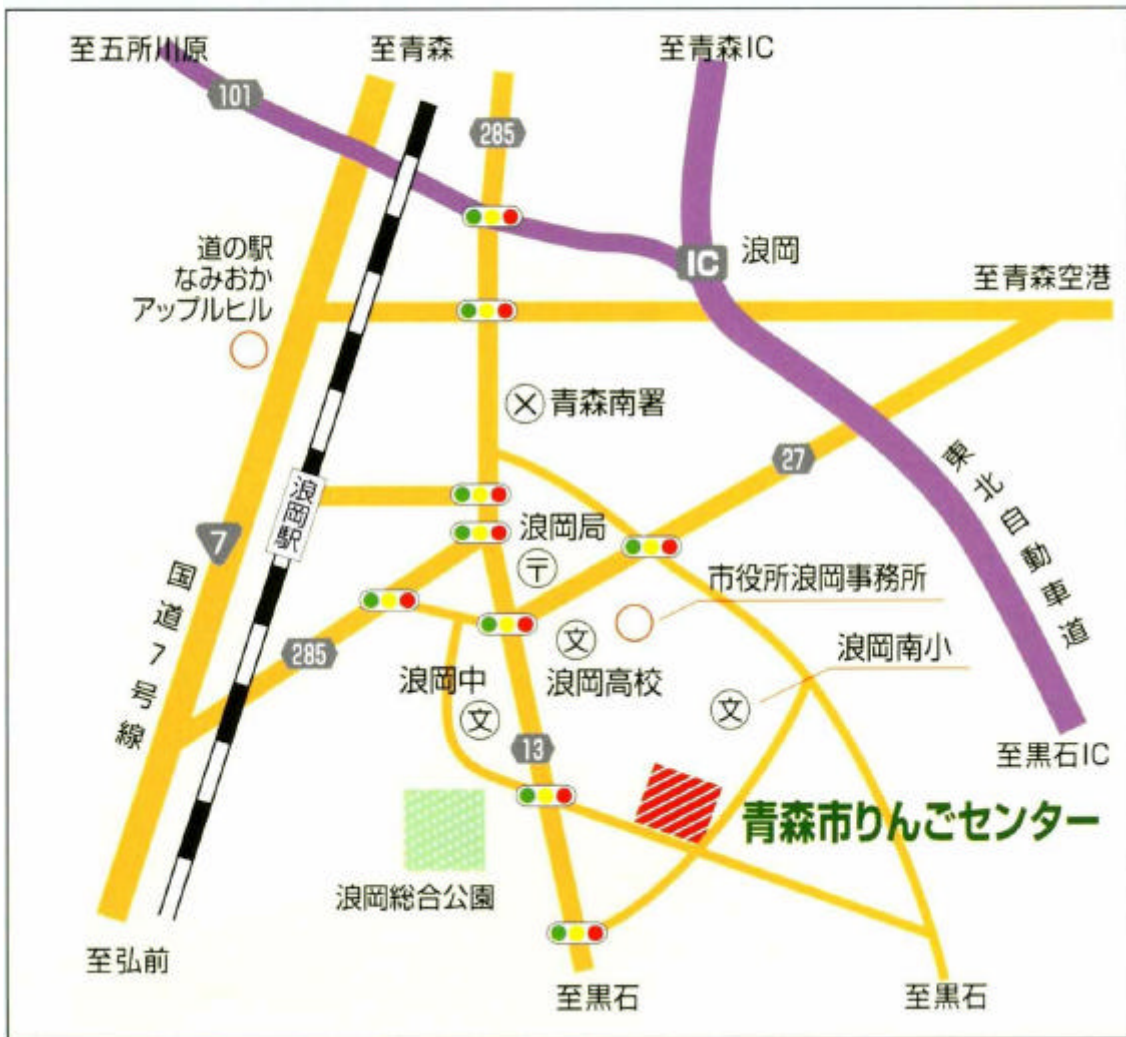 至五所川原
至青森
至青森IC
101
285
道の駅
なみおか
アップルヒル
IC
浪岡
至青森空港
青森南署
27
東北自動車道
浪岡駅
7
国道7号線
浪岡局
〒
市役所浪岡事務所
285
文
浪岡高校
浪岡南小
浪岡中
文
文
13
至黒石IC
青森市りんごセンター
浪岡総合公園
至弘前
至黒石
至黒石